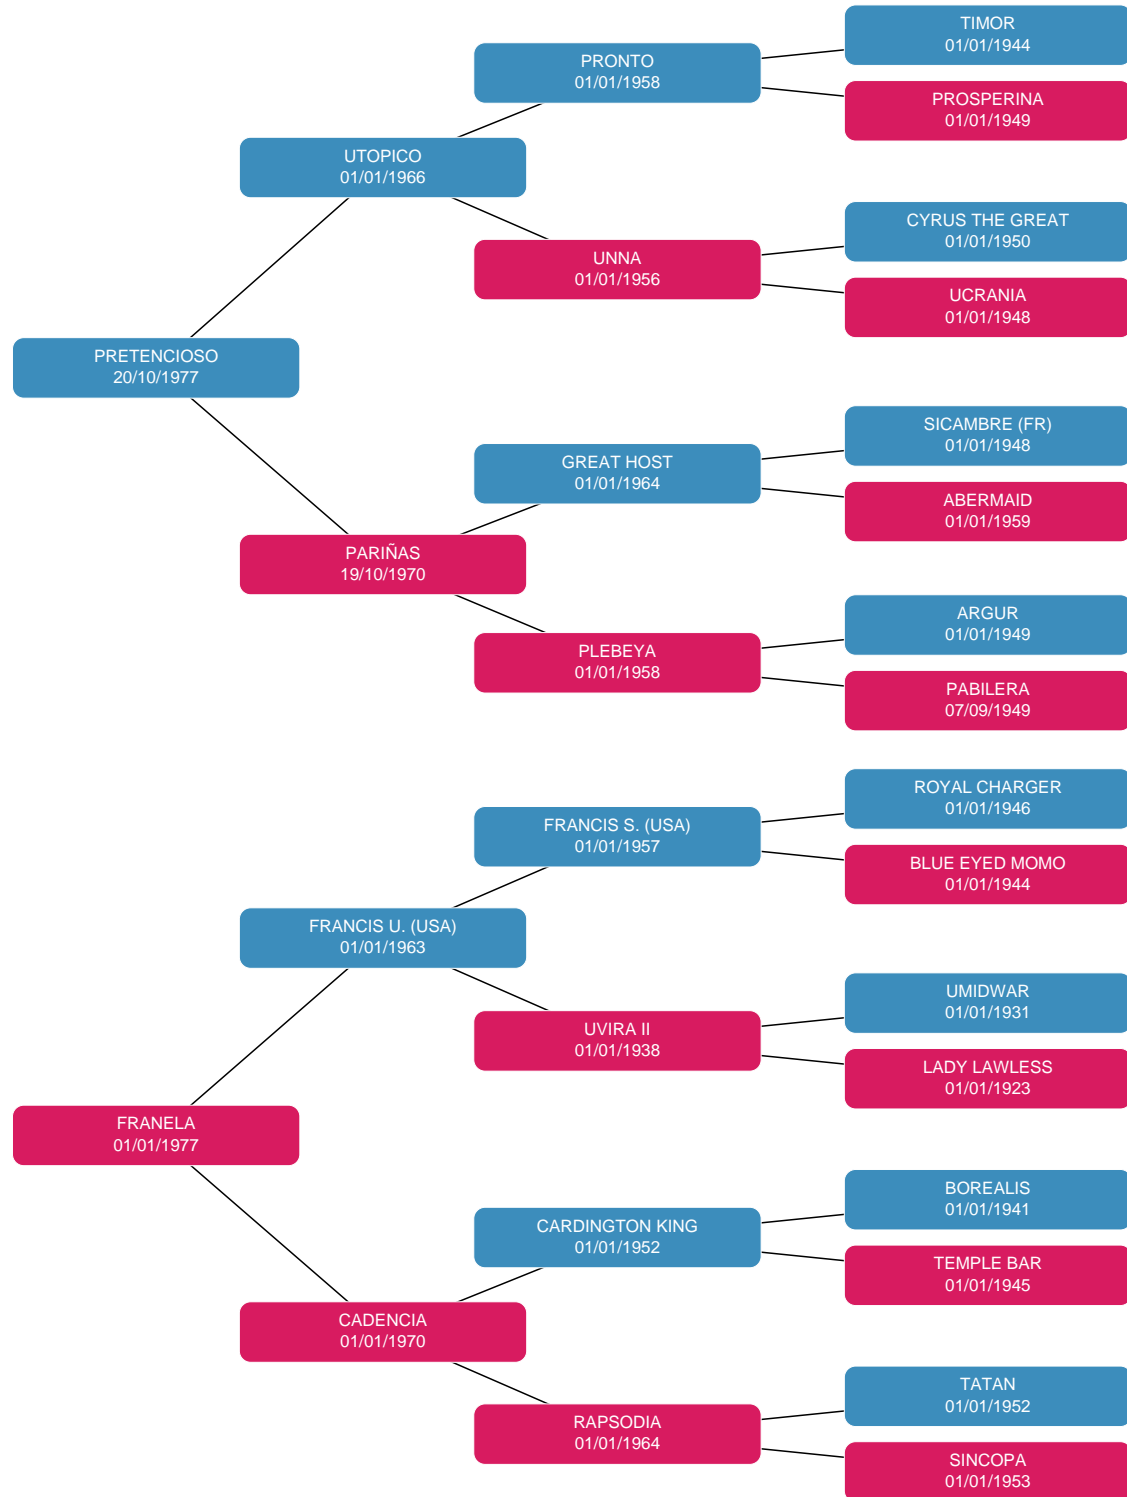 TIMOR
01/01/1944
PRONTO
01/01/1958
PROSPERINA
01/01/1949
UTOPICO
01/01/1966
CYRUS THE GREAT
01/01/1950
UNNA
01/01/1956
UCRANIA
01/01/1948
PRETENCIOSO
20/10/1977
SICAMBRE (FR)
01/01/1948
GREAT HOST
01/01/1964
ABERMAID
01/01/1959
PARIÑAS
19/10/1970
ARGUR
01/01/1949
PLEBEYA
01/01/1958
PABILERA
07/09/1949
ROYAL CHARGER
01/01/1946
FRANCIS S. (USA)
01/01/1957
BLUE EYED MOMO
01/01/1944
FRANCIS U. (USA)
01/01/1963
UMIDWAR
01/01/1931
UVIRA II
01/01/1938
LADY LAWLESS
01/01/1923
FRANELA
01/01/1977
BOREALIS
01/01/1941
CARDINGTON KING
01/01/1952
TEMPLE BAR
01/01/1945
CADENCIA
01/01/1970
TATAN
01/01/1952
RAPSODIA
01/01/1964
SINCOPA
01/01/1953